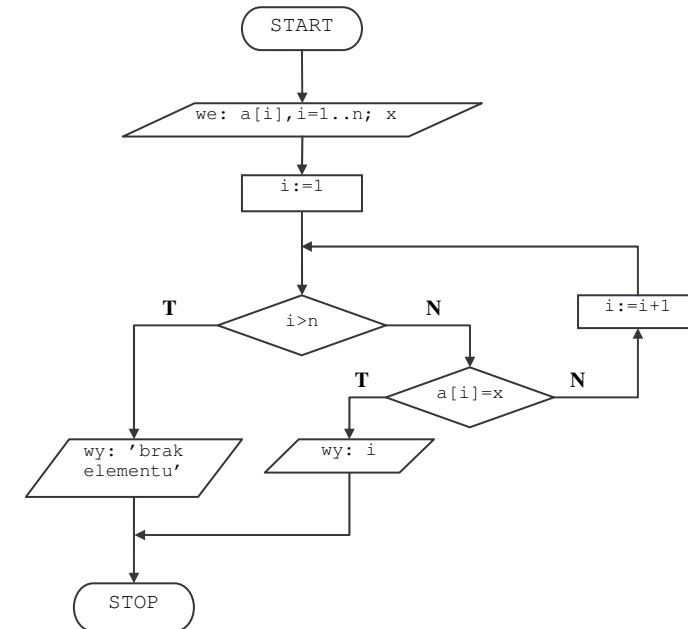 START
we: a[i],i=1..n; x
i:=1
T
i>n
N
i:=i+1
T
a[i]=x
N
wy: ’brak
elementu’
wy: i
STOP